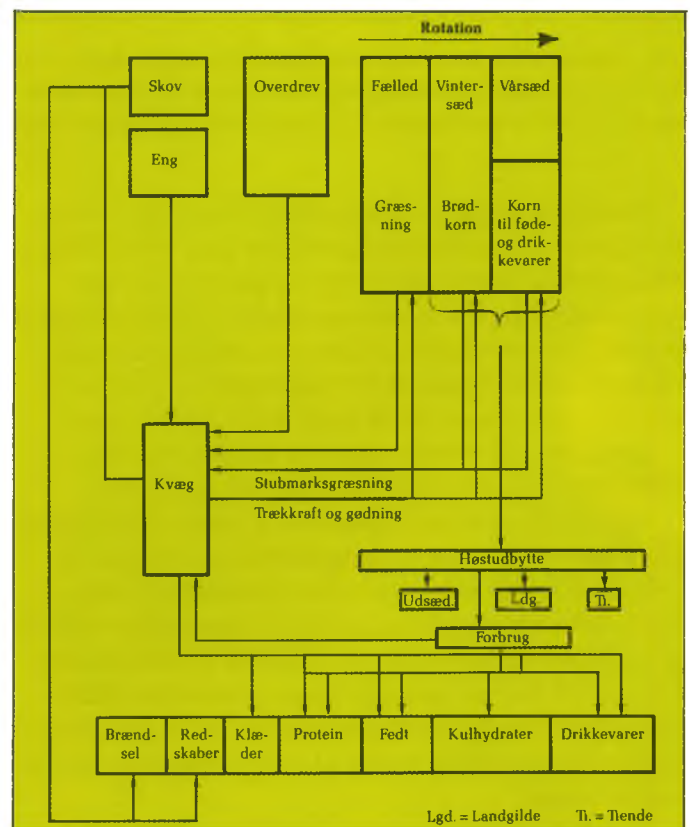 Rotation
Skov
Overdrev
Fælled
Vinter-
sæd
Vårsæd
Eng
Græs-
ning
Brød-
korn
Korn
til føde-
og drik-
kevarer
Kvæg
Stubmarksgræsning
Trækkraft og gødning
Høstudbytte
Udsæd.
Ldg.
Ti.
Forbrug
Brænd-
sel
Red-
skaber
Klæ-
der
Protein
Fedt
Kulhydrater
Drikkevarer
Lgd. = Landgilde
Ti. = Tiende